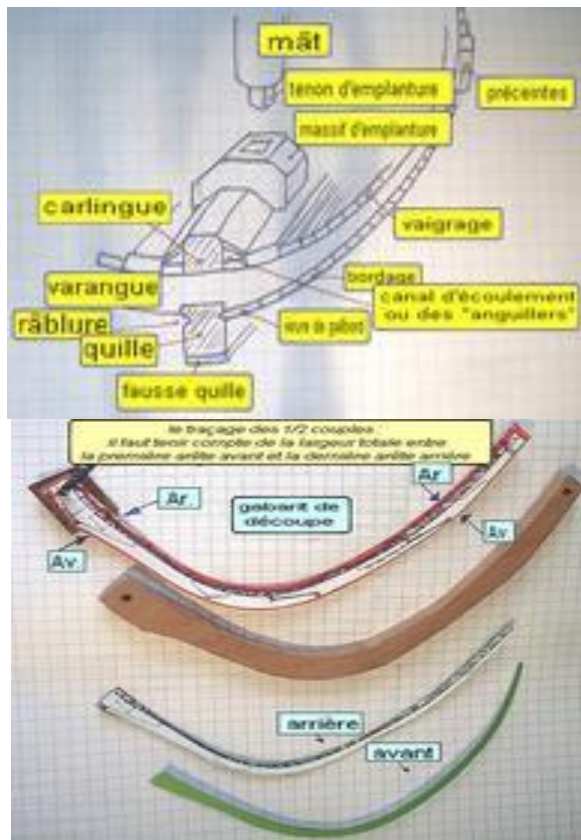 mât
tenon d'emplanture
préceintes
massif d'emplanture
carlingue
vaigrage
bordage
varangue
canal d'écoulement
ou des "anguillers"
râblure
quille
fausse quille
le traçage des 1/2 couples
il faut tenir compte de la largeur totale entre
la première arête avant et la dernière arête arrière
Ar.
Ar
gabarit de
découpe
Av.
Av.
arrière
avant